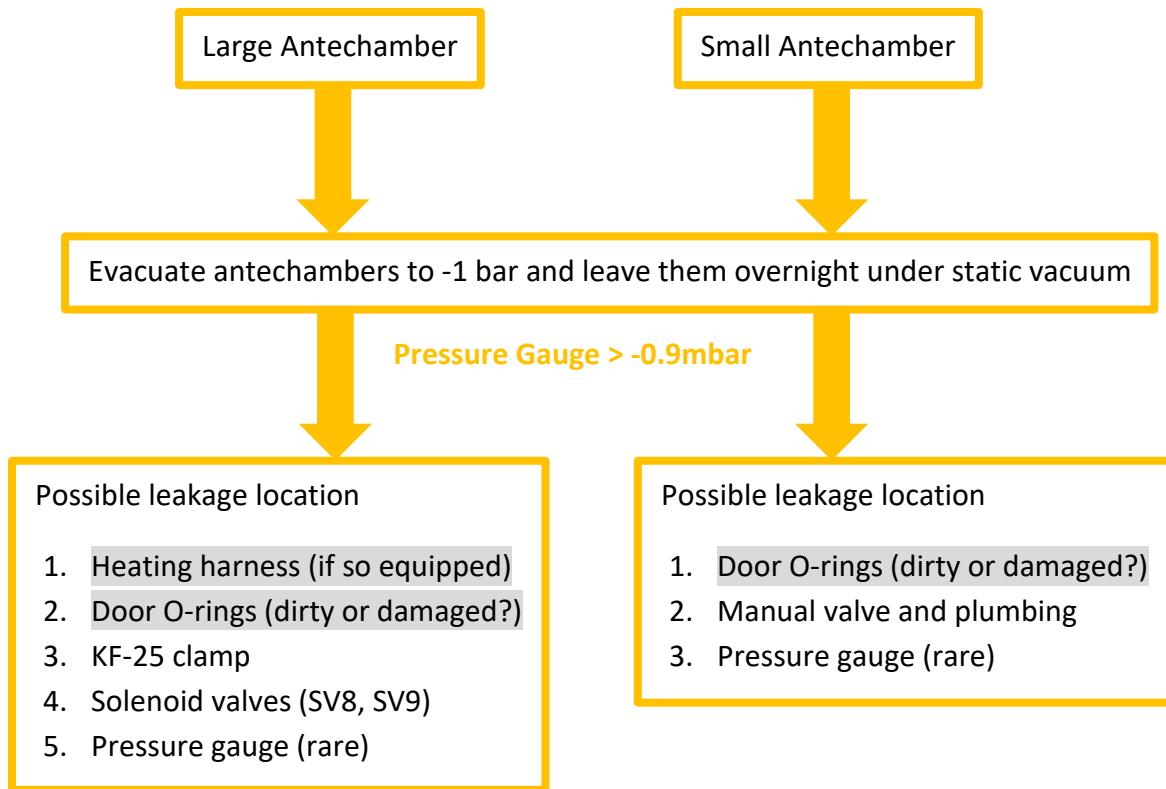 Large Antechamber
Small Antechamber
Evacuate antechambers to -1 bar and leave them overnight under static vacuum
Pressure Gauge > -0.9mbar
Possible leakage location
1. Heating harness (if so equipped)
2. Door O-rings (dirty or damaged?)
3. KF-25 clamp
4. Solenoid valves (SV8, SV9)
5. Pressure gauge (rare)
Possible leakage location
1. Door O-rings (dirty or damaged?)
2. Manual valve and plumbing
3. Pressure gauge (rare)